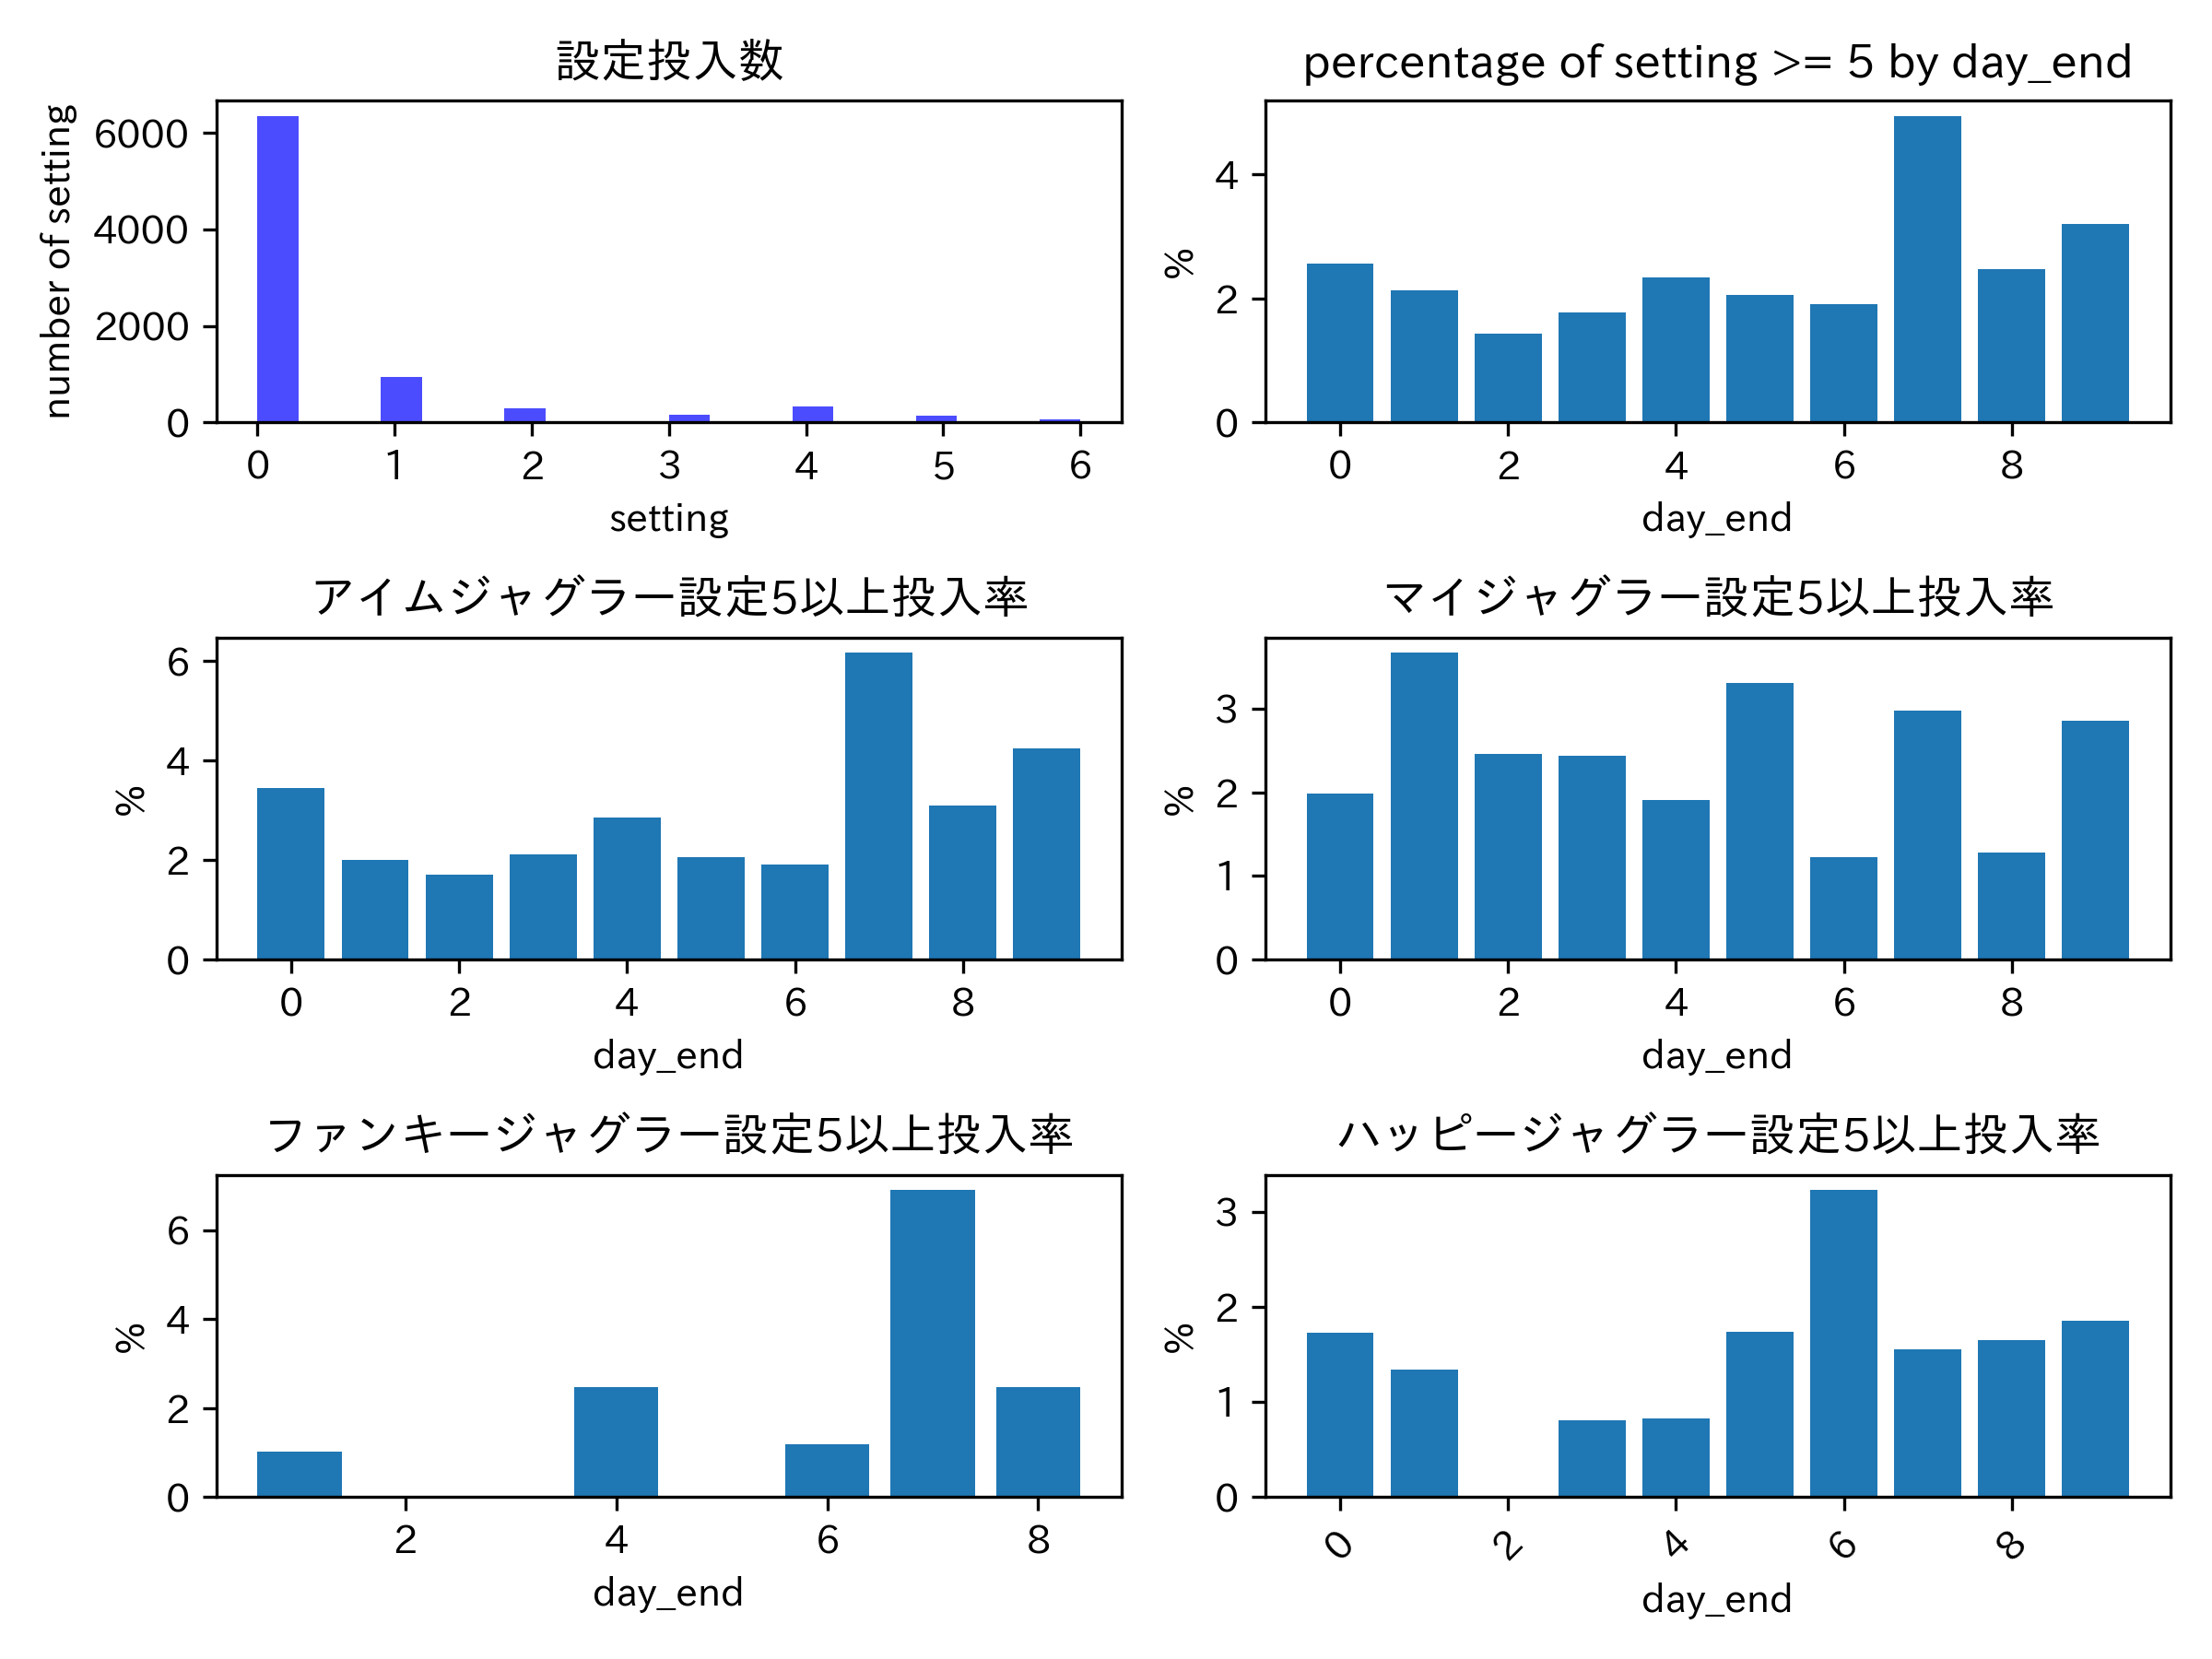 設定投入数
number of setting
6000
4000
2000
0
0 1 2 3 4 5 6
setting
percentage of setting >= 5 by day_end
%
4
2
0
0 2 4 6 8
day_end
アイムジャグラー設定5以上投入率
%
6
4
2
0
0 2 4 6 8
day_end
マイジャグラー設定5以上投入率
%
3
2
1
0
0 2 4 6 8
day_end
ファンキージャグラー設定5以上投入率
%
6
4
2
0
2 4 6 8
day_end
ハッピージャグラー設定5以上投入率
%
3
2
1
0
0 2 4 6 8
day_end